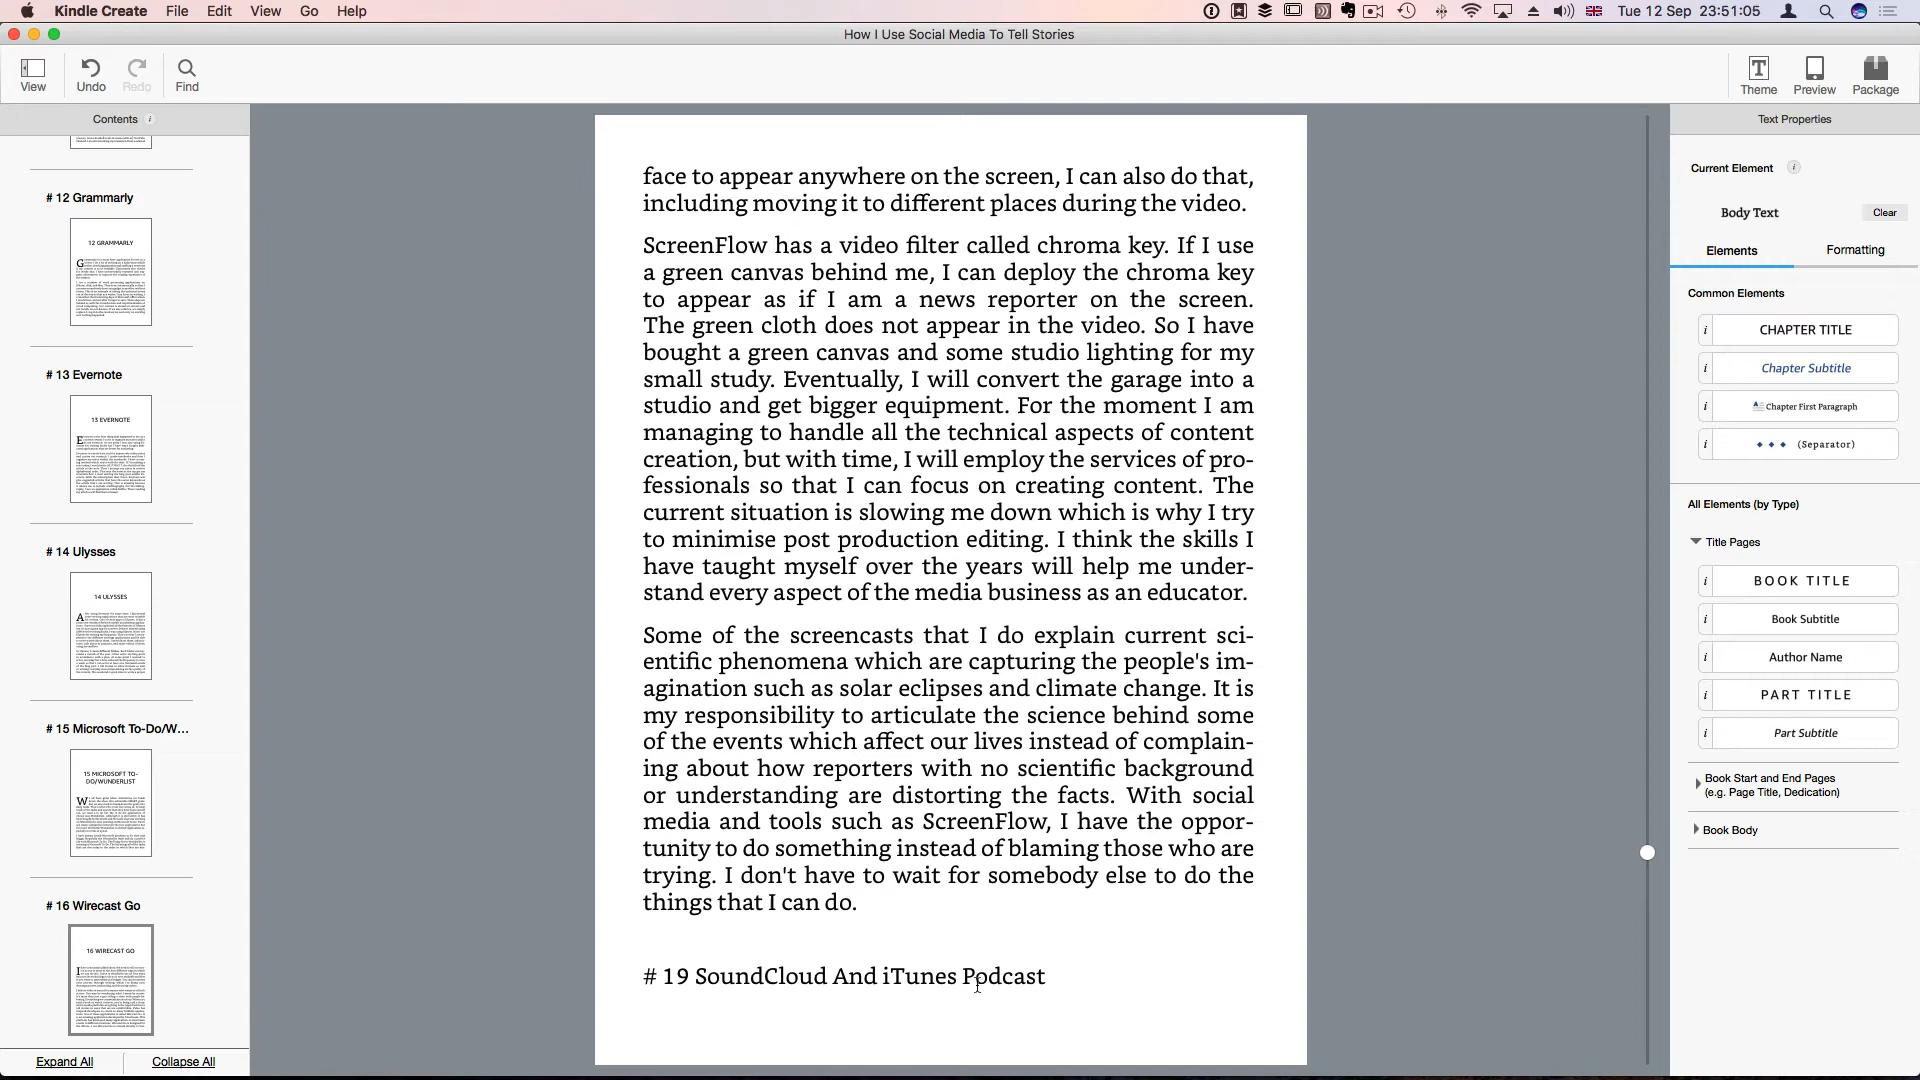 Kindle Create File Edit View Go Help
Tue 12 Sep 23:51:05
How I Use Social Media To Tell Stories
View Undo Redo Find
Theme Preview Package
Contents i
# 12 Grammarly
12 GRAMMARLY
# 13 Evernote
13 EVERNOTE
# 14 Ulysses
14 ULYSSES
# 15 Microsoft To-Do/W...
15 MICROSOFT TO-
DO/WUNDERLIST
# 16 Wirecast Go
16 WIRECAST GO
Expand All Collapse All
face to appear anywhere on the screen, I can also do that,
including moving it to different places during the video.
ScreenFlow has a video filter called chroma key. If I use
a green canvas behind me, I can deploy the chroma key
to appear as if I am a news reporter on the screen.
The green cloth does not appear in the video. So I have
bought a green canvas and some studio lighting for my
small study. Eventually, I will convert the garage into a
studio and get bigger equipment. For the moment I am
managing to handle all the technical aspects of content
creation, but with time, I will employ the services of pro-
fessionals so that I can focus on creating content. The
current situation is slowing me down which is why I try
to minimise post production editing. I think the skills I
have taught myself over the years will help me under-
stand every aspect of the media business as an educator.
Some of the screencasts that I do explain current sci-
entific phenomena which are capturing the people's im-
agination such as solar eclipses and climate change. It is
my responsibility to articulate the science behind some
of the events which affect our lives instead of complain-
ing about how reporters with no scientific background
or understanding are distorting the facts. With social
media and tools such as ScreenFlow, I have the oppor-
tunity to do something instead of blaming those who are
trying. I don't have to wait for somebody else to do the
things that I can do.
# 19 SoundCloud And iTunes Podcast
Text Properties
Current Element i
Body Text Clear
Elements Formatting
Common Elements
i CHAPTER TITLE
i Chapter Subtitle
i Chapter First Paragraph
i (Separator)
All Elements (by Type)
Title Pages
i BOOK TITLE
i Book Subtitle
i Author Name
i PART TITLE
i Part Subtitle
Book Start and End Pages
(e.g. Page Title, Dedication)
Book Body